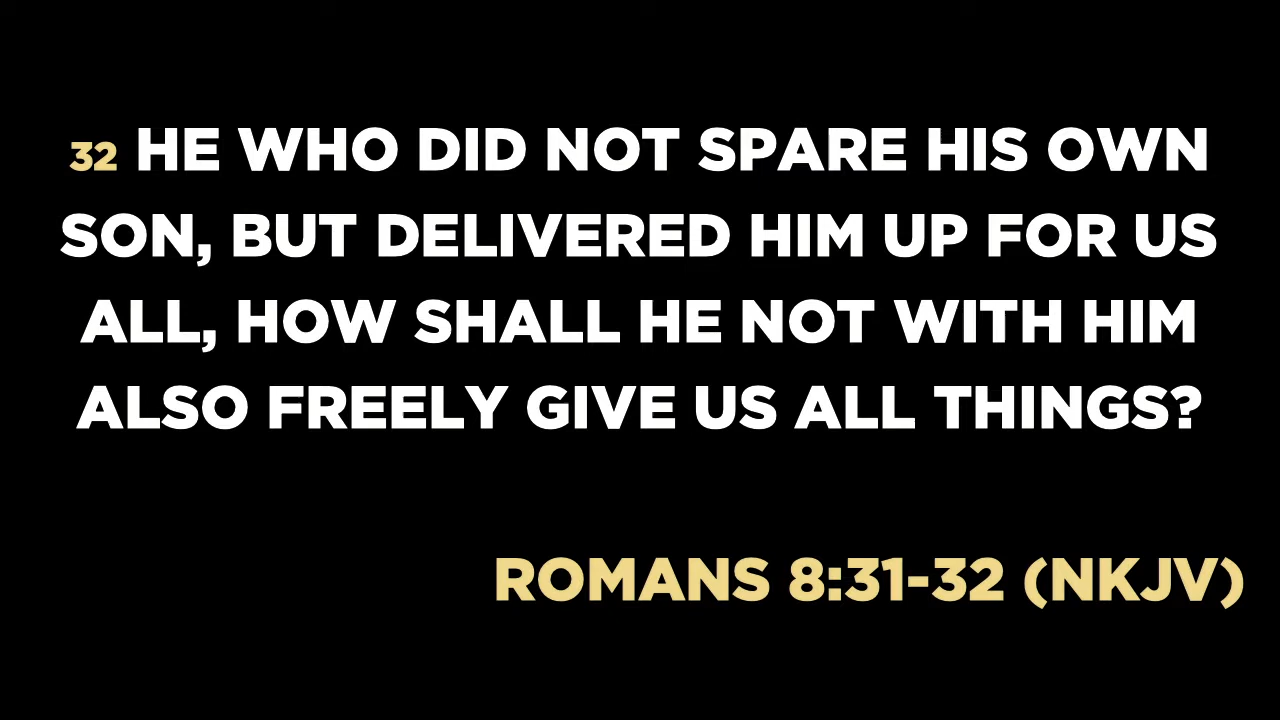 32 HE WHO DID NOT SPARE HIS OWN
SON, BUT DELIVERED HIM UP FOR US
ALL, HOW SHALL HE NOT WITH HIM
ALSO FREELY GIVE US ALL THINGS?
ROMANS 8:31-32 (NKJV)